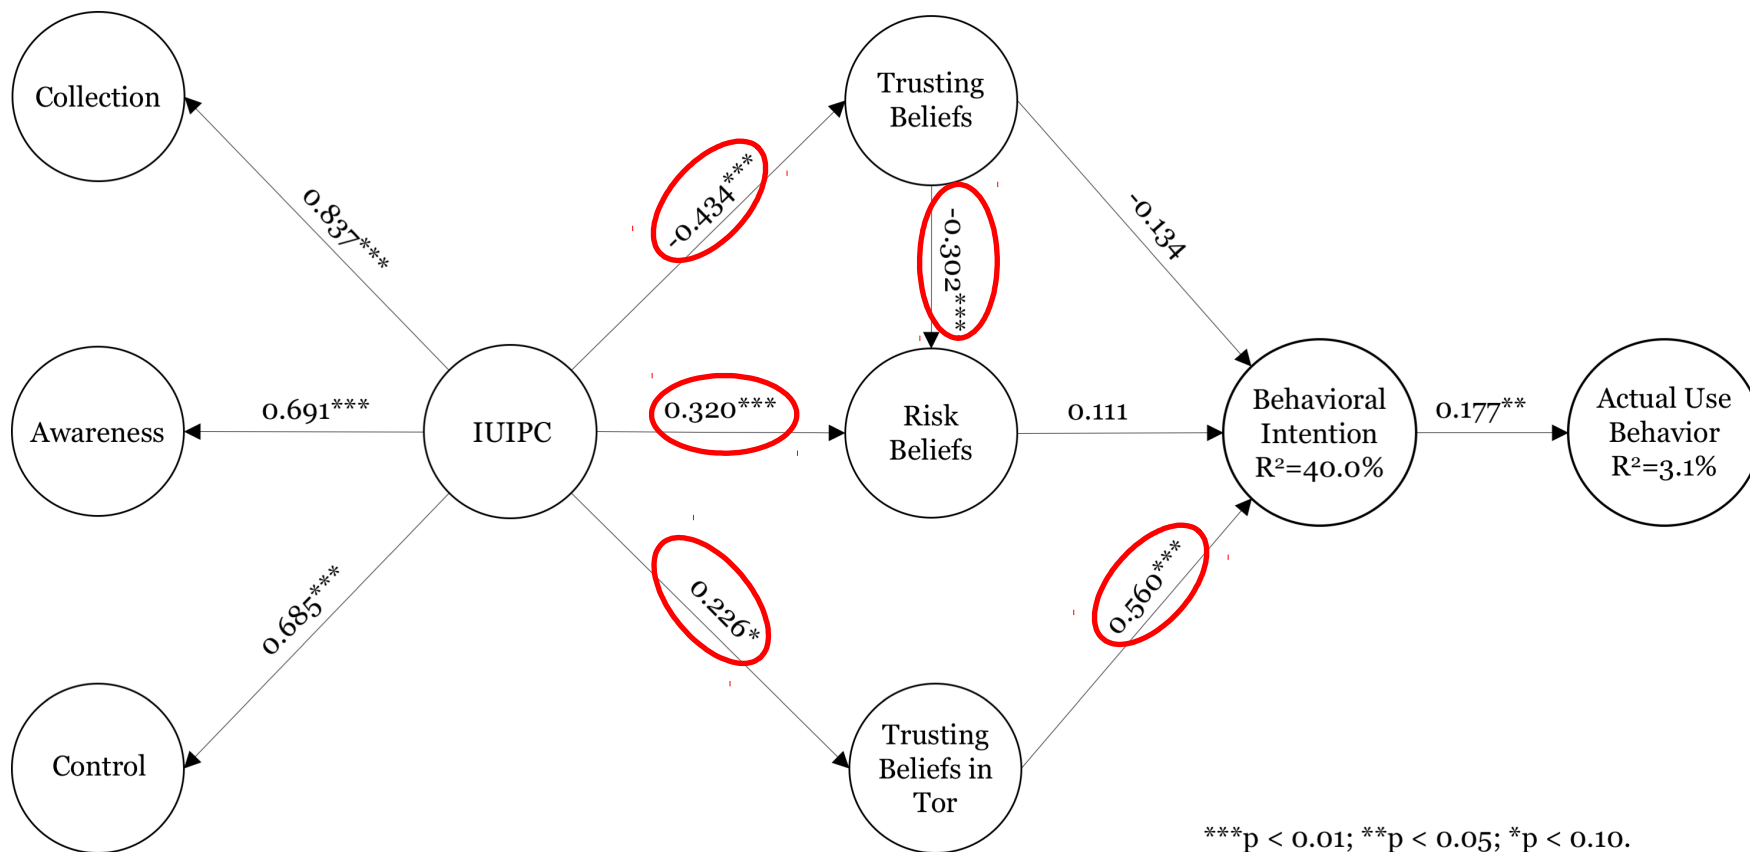 Collection
Trusting
Beliefs
0.837***
-0.434***
-0.302***
-0.134
Awareness
0.691***
IUIPC
0.320***
Risk
Beliefs
0.111
Behavioral
Intention
R²=40.0%
0.177**
Actual Use
Behavior
R²=3.1%
0.685***
0.226*
0.560***
Control
Trusting
Beliefs in
Tor
***p < 0.01; **p < 0.05; *p < 0.10.